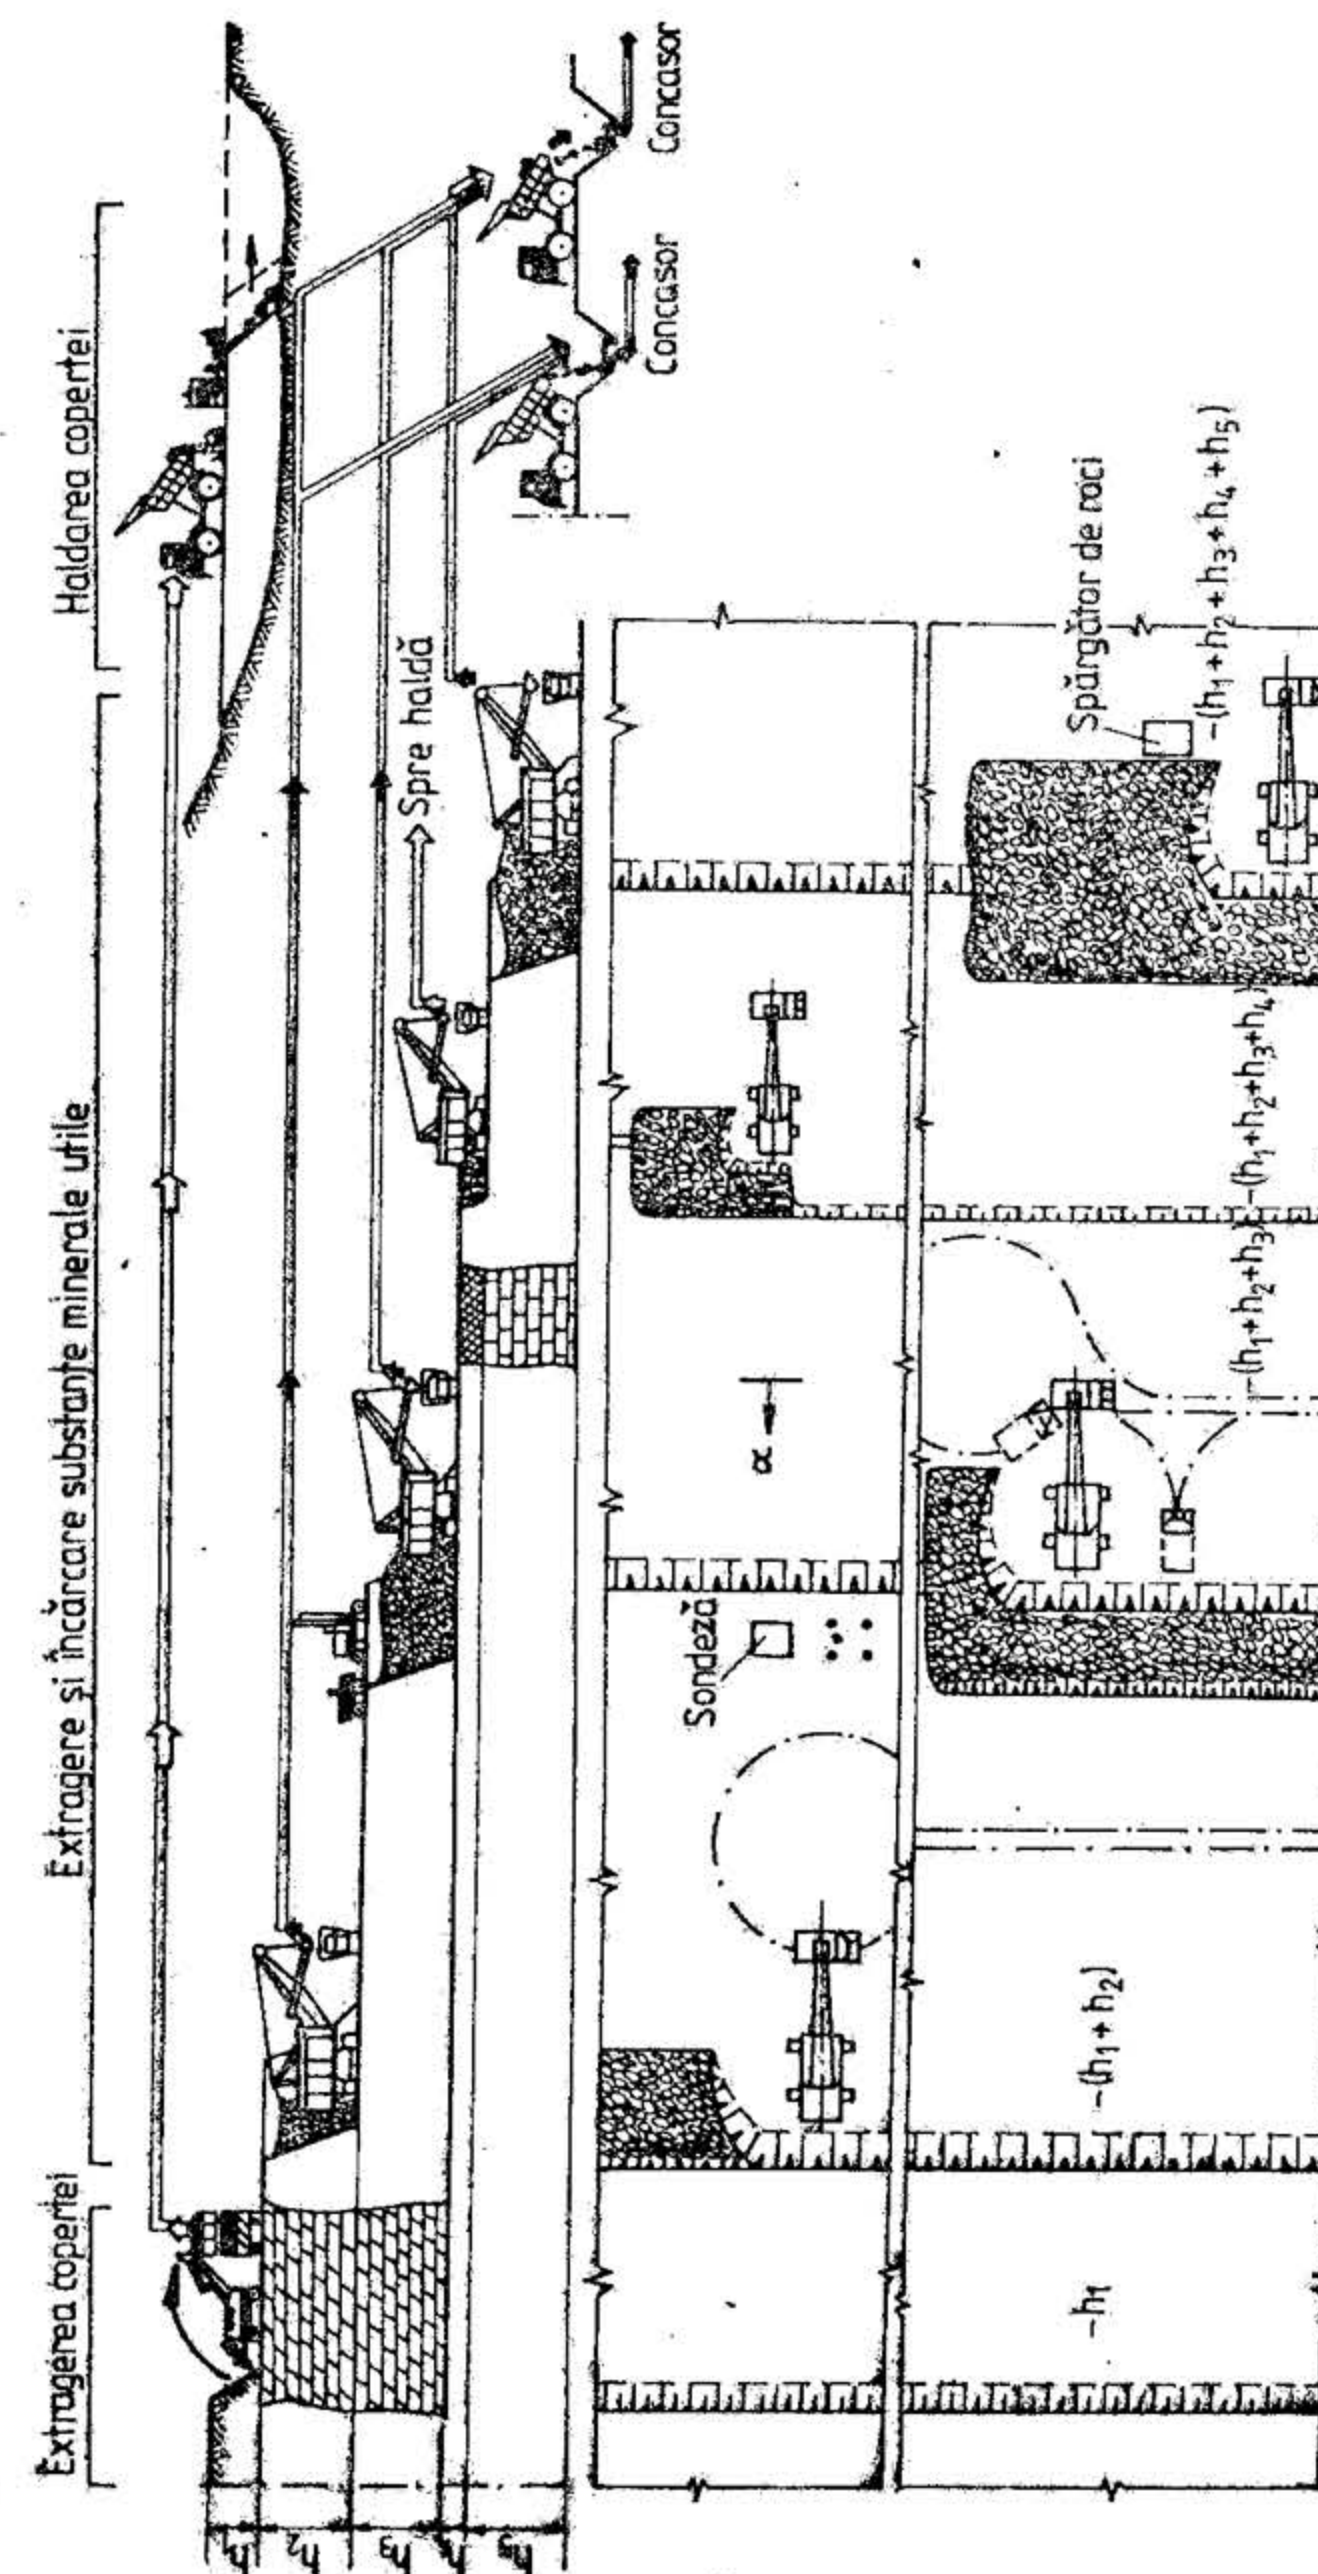 Extragerea copertei
Extragere și încărcare substanțe minerale utile
Haldarea copertei
Spre haldă
Concasor
Concasor
h1
h2
h3
h4
h5
Sondeză
α
Spărgător de roci
-h1
-(h1+h2)
-(h1+h2+h3)
-(h1+h2+h3+h4)
-(h1+h2+h3+h4+h5)